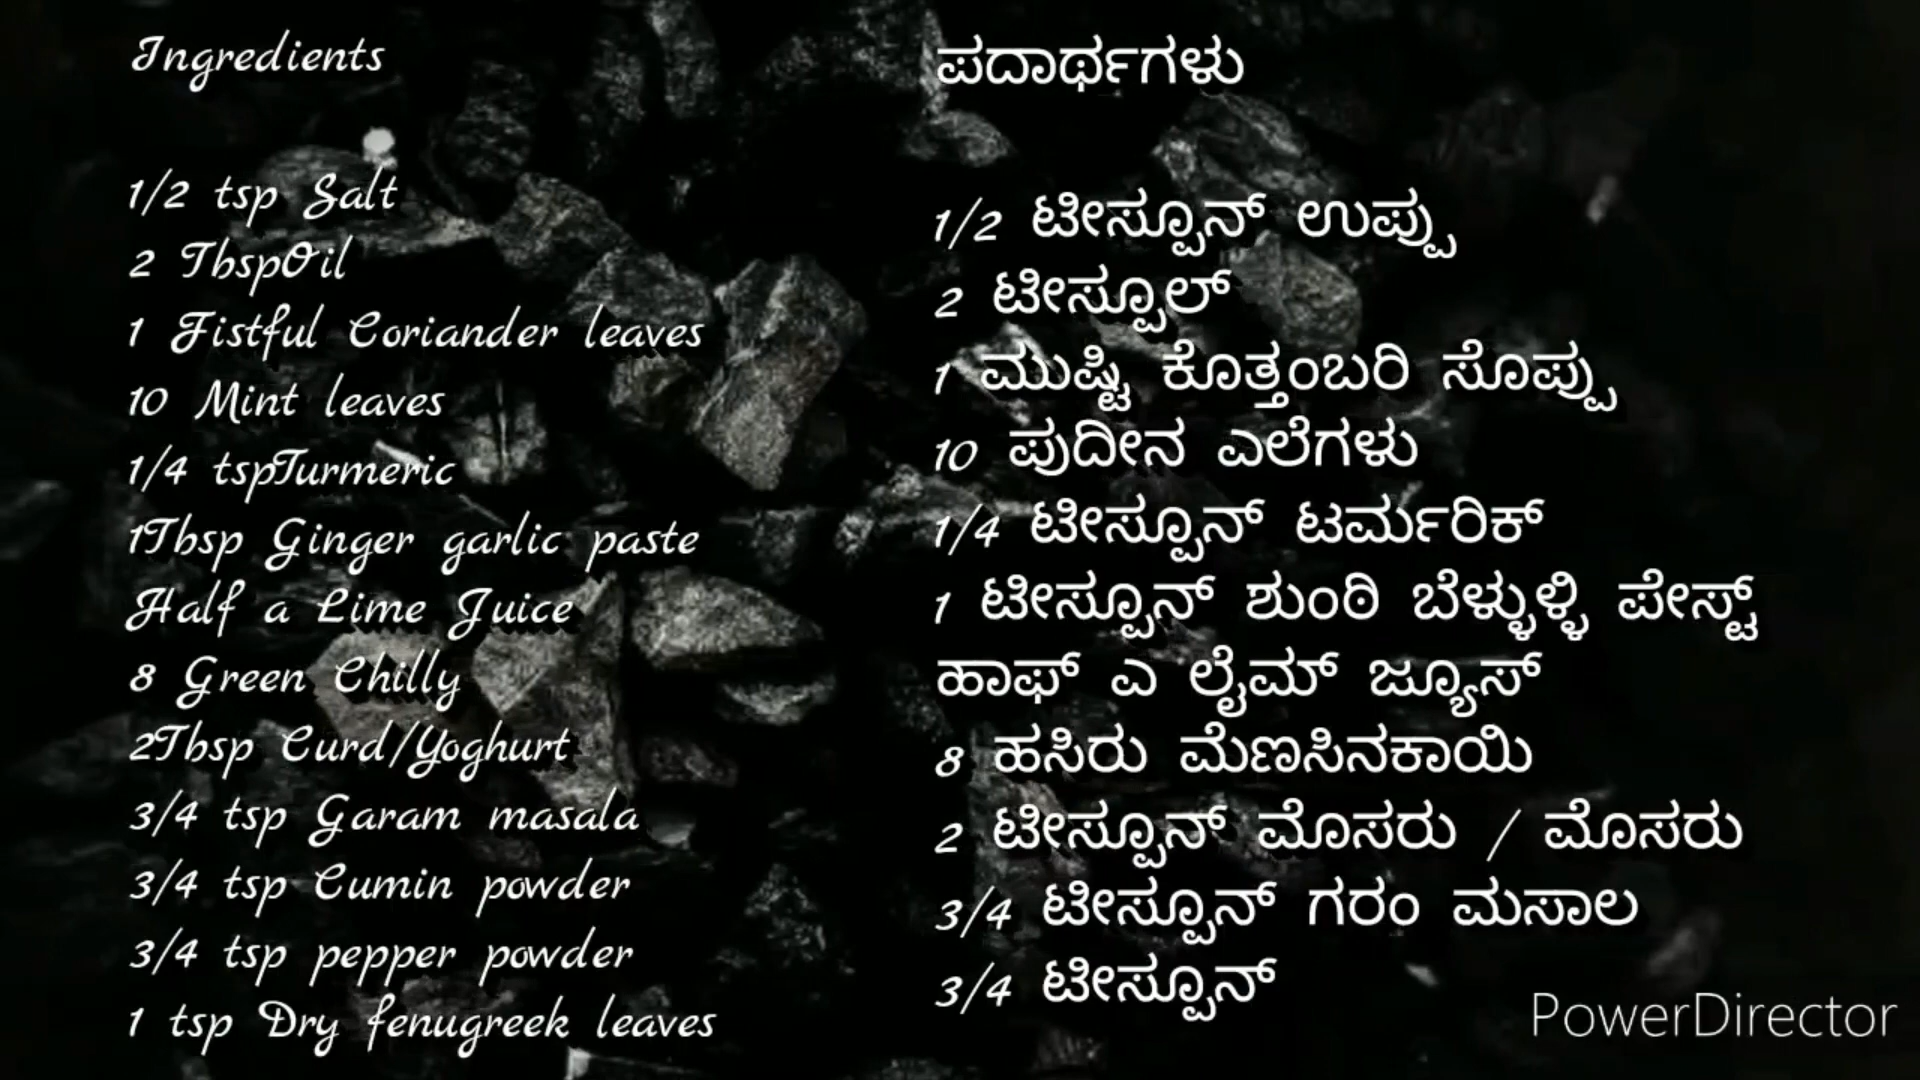 Ingredients
1/2 tsp Salt
2 TbspOil
1 Fistful Coriander leaves
10 Mint leaves
1/4 tspTurmeric
1Tbsp Ginger garlic paste
Half a Lime Juice
8 Green Chilly
2Tbsp Curd/Yoghurt
3/4 tsp Garam masala
3/4 tsp Cumin powder
3/4 tsp pepper powder
1 tsp Dry fenugreek leaves
ಪದಾರ್ಥಗಳು
1/2 ಟೀಸ್ಪೂನ್ ಉಪ್ಪು
2 ಟೀಸ್ಪೂಲ್
1 ಮುಷ್ಟಿ ಕೊತ್ತಂಬರಿ ಸೊಪ್ಪು
10 ಪುದೀನ ಎಲೆಗಳು
1/4 ಟೀಸ್ಪೂನ್ ಟರ್ಮರಿಕ್
1 ಟೀಸ್ಪೂನ್ ಶುಂಠಿ ಬೆಳ್ಳುಳ್ಳಿ ಪೇಸ್ಟ್
ಹಾಫ್ ಎ ಲೈಮ್ ಜ್ಯೂಸ್
8 ಹಸಿರು ಮೆಣಸಿನಕಾಯಿ
2 ಟೀಸ್ಪೂನ್ ಮೊಸರು / ಮೊಸರು
3/4 ಟೀಸ್ಪೂನ್ ಗರಂ ಮಸಾಲ
3/4 ಟೀಸ್ಪೂನ್
PowerDirector